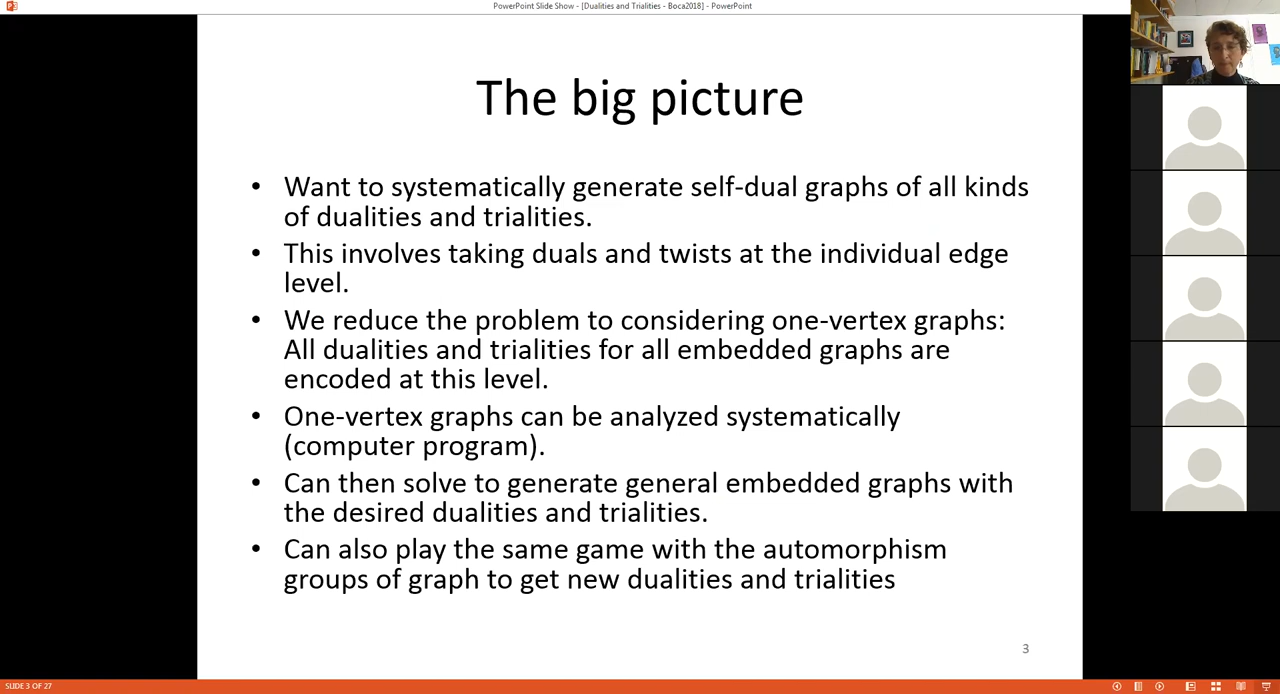 PowerPoint Slide Show - [Dualities and Trialities - Boca2018] - PowerPoint
The big picture
• Want to systematically generate self-dual graphs of all kinds
of dualities and trialities.
• This involves taking duals and twists at the individual edge
level.
• We reduce the problem to considering one-vertex graphs:
All dualities and trialities for all embedded graphs are
encoded at this level.
• One-vertex graphs can be analyzed systematically
(computer program).
• Can then solve to generate general embedded graphs with
the desired dualities and trialities.
• Can also play the same game with the automorphism
groups of graph to get new dualities and trialities
3
SLIDE 3 OF 27